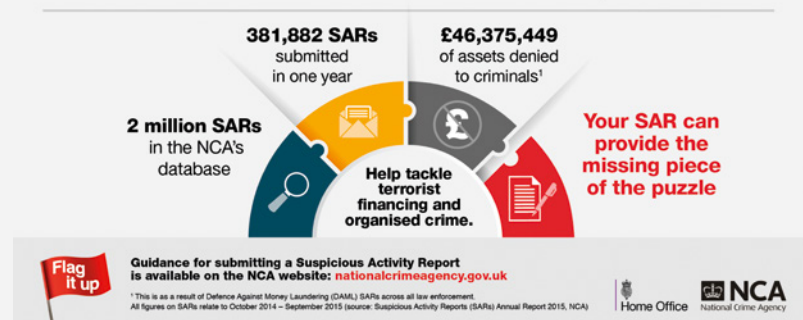 2 million SARs
in the NCA's
database
381,882 SARs
submitted
in one year
£46,375,449
of assets denied
to criminals¹
Your SAR can
provide the
missing piece
of the puzzle
£
Help tackle
terrorist
financing and
organised crime.
Flag
it up
Guidance for submitting a Suspicious Activity Report
is available on the NCA website: nationalcrimeagency.gov.uk
¹ This is as a result of Defence Against Money Laundering (DAML) SARs across all law enforcement.
All figures on SARs relate to October 2014 – September 2015 (source: Suspicious Activity Reports (SARs) Annual Report 2015, NCA)
Home Office
NCA
National Crime Agency